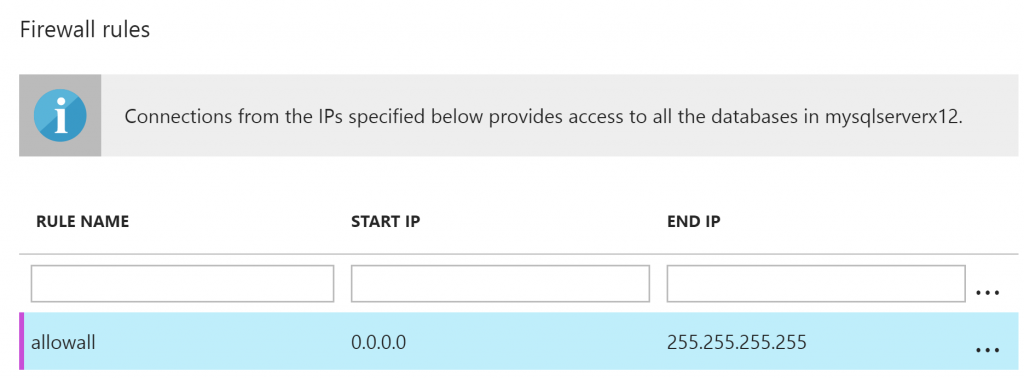 Firewall rules
i
Connections from the IPs specified below provides access to all the databases in mysqlserverx12.
RULE NAME START IP END IP
...
allowall 0.0.0.0 255.255.255.255 ...